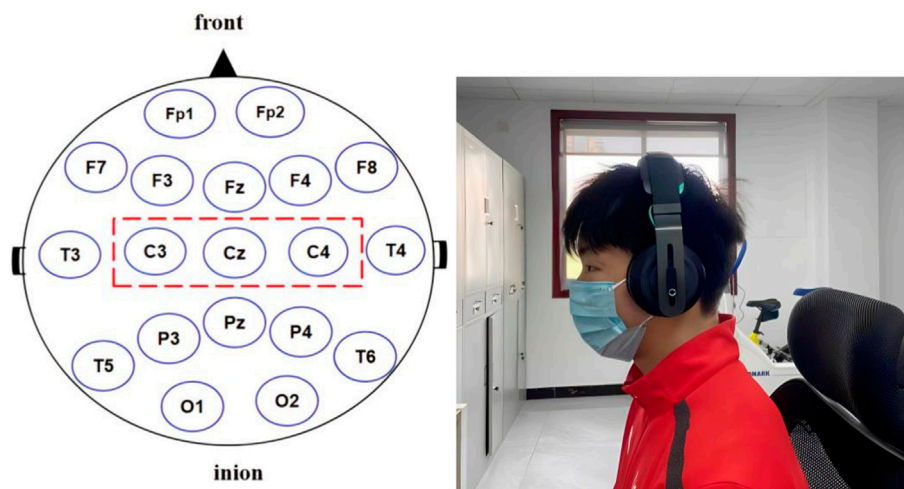 front
Fp1 Fp2
F7 F3 Fz F4 F8
T3 C3 Cz C4 T4
T5 P3 Pz P4 T6
O1 O2
inion